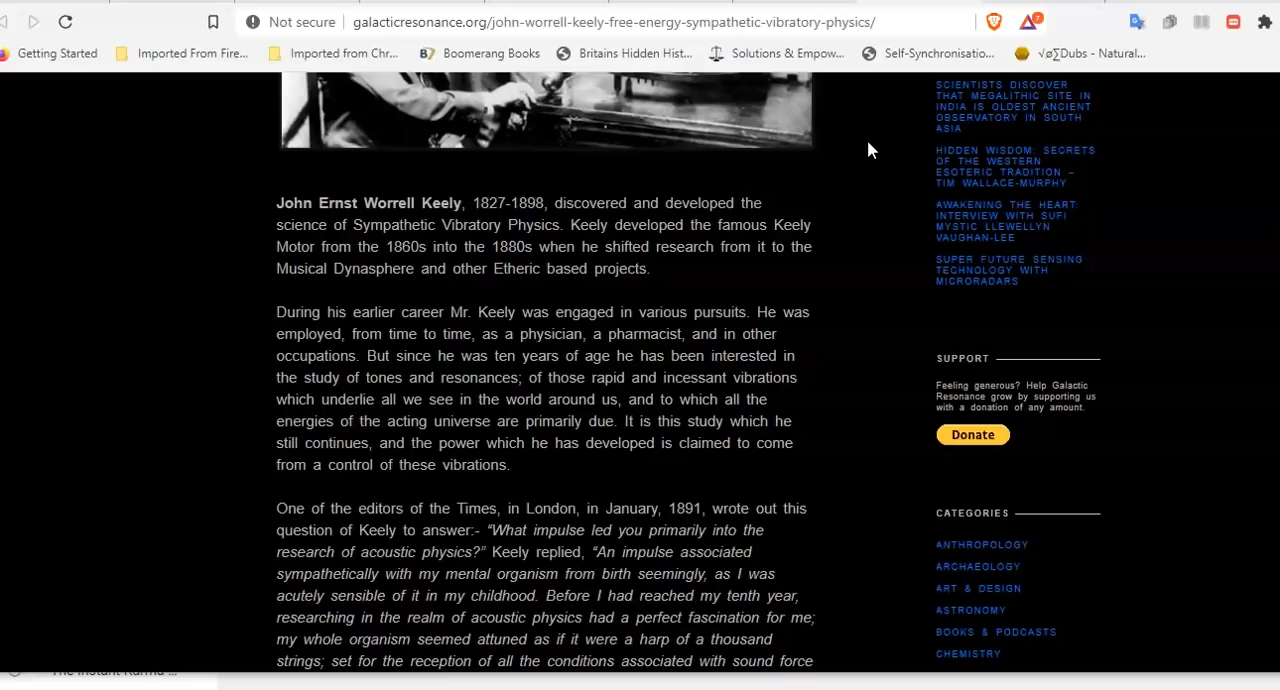 Not secure
galacticresonance.org/john-worrell-keely-free-energy-sympathetic-vibratory-physics/
7
Getting Started
Imported From Fire...
Imported from Chr...
B7 Boomerang Books
Britains Hidden Hist...
Solutions & Empow...
Self-Synchronisatio...
√ø∑Dubs - Natural...
John Ernst Worrell Keely, 1827-1898, discovered and developed the
science of Sympathetic Vibratory Physics. Keely developed the famous Keely
Motor from the 1860s into the 1880s when he shifted research from it to the
Musical Dynasphere and other Etheric based projects.
During his earlier career Mr. Keely was engaged in various pursuits. He was
employed, from time to time, as a physician, a pharmacist, and in other
occupations. But since he was ten years of age he has been interested in
the study of tones and resonances; of those rapid and incessant vibrations
which underlie all we see in the world around us, and to which all the
energies of the acting universe are primarily due. It is this study which he
still continues, and the power which he has developed is claimed to come
from a control of these vibrations.
One of the editors of the Times, in London, in January, 1891, wrote out this
question of Keely to answer:- “What impulse led you primarily into the
research of acoustic physics?” Keely replied, “An impulse associated
sympathetically with my mental organism from birth seemingly, as I was
acutely sensible of it in my childhood. Before I had reached my tenth year,
researching in the realm of acoustic physics had a perfect fascination for me;
my whole organism seemed attuned as if it were a harp of a thousand
strings; set for the reception of all the conditions associated with sound force
SCIENTISTS DISCOVER
THAT MEGALITHIC SITE IN
INDIA IS OLDEST ANCIENT
OBSERVATORY IN SOUTH
ASIA
HIDDEN WISDOM: SECRETS
OF THE WESTERN
ESOTERIC TRADITION –
TIM WALLACE-MURPHY
AWAKENING THE HEART:
INTERVIEW WITH SUFI
MYSTIC LLEWELLYN
VAUGHAN-LEE
SUPER FUTURE SENSING
TECHNOLOGY WITH
MICRORADARS
SUPPORT
Feeling generous? Help Galactic
Resonance grow by supporting us
with a donation of any amount.
Donate
CATEGORIES
ANTHROPOLOGY
ARCHAEOLOGY
ART & DESIGN
ASTRONOMY
BOOKS & PODCASTS
CHEMISTRY
The Instant Karma ...